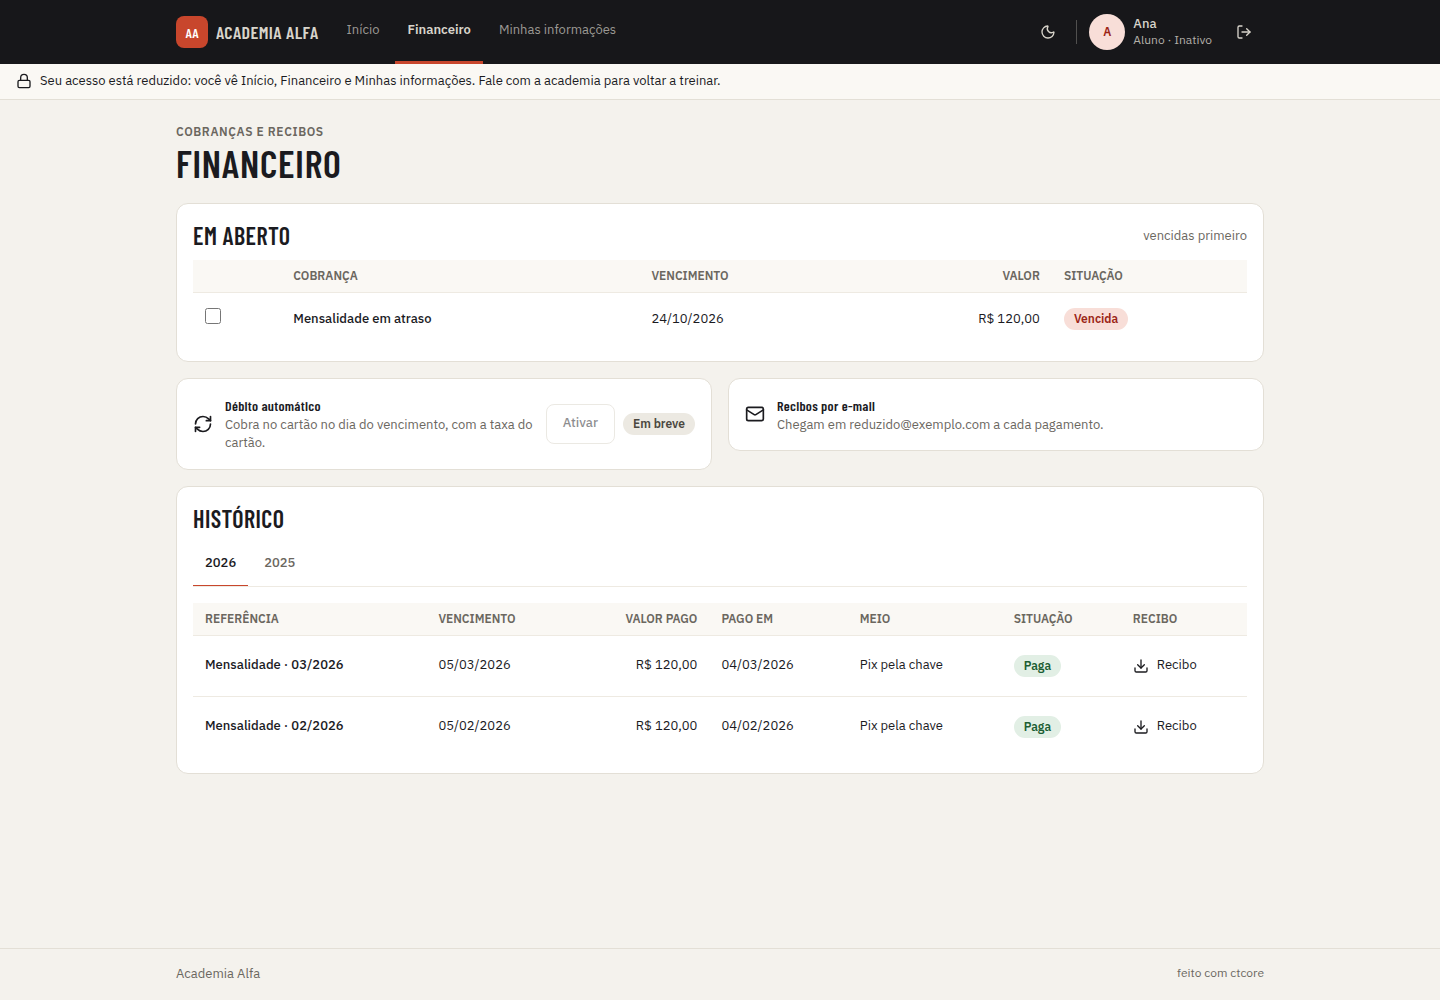 AA ACADEMIA ALFA Início Financeiro Minhas informações A Ana
Aluno · Inativo
Seu acesso está reduzido: você vê Início, Financeiro e Minhas informações. Fale com a academia para voltar a treinar.
COBRANÇAS E RECIBOS
FINANCEIRO
EM ABERTO vencidas primeiro
COBRANÇA VENCIMENTO VALOR SITUAÇÃO
Mensalidade em atraso 24/10/2026 R$ 120,00 Vencida
Débito automático
Cobra no cartão no dia do vencimento, com a taxa do
cartão.
Ativar Em breve
Recibos por e-mail
Chegam em reduzido@exemplo.com a cada pagamento.
HISTÓRICO
2026 2025
REFERÊNCIA VENCIMENTO VALOR PAGO PAGO EM MEIO SITUAÇÃO RECIBO
Mensalidade · 03/2026 05/03/2026 R$ 120,00 04/03/2026 Pix pela chave Paga Recibo
Mensalidade · 02/2026 05/02/2026 R$ 120,00 04/02/2026 Pix pela chave Paga Recibo
Academia Alfa feito com ctcore